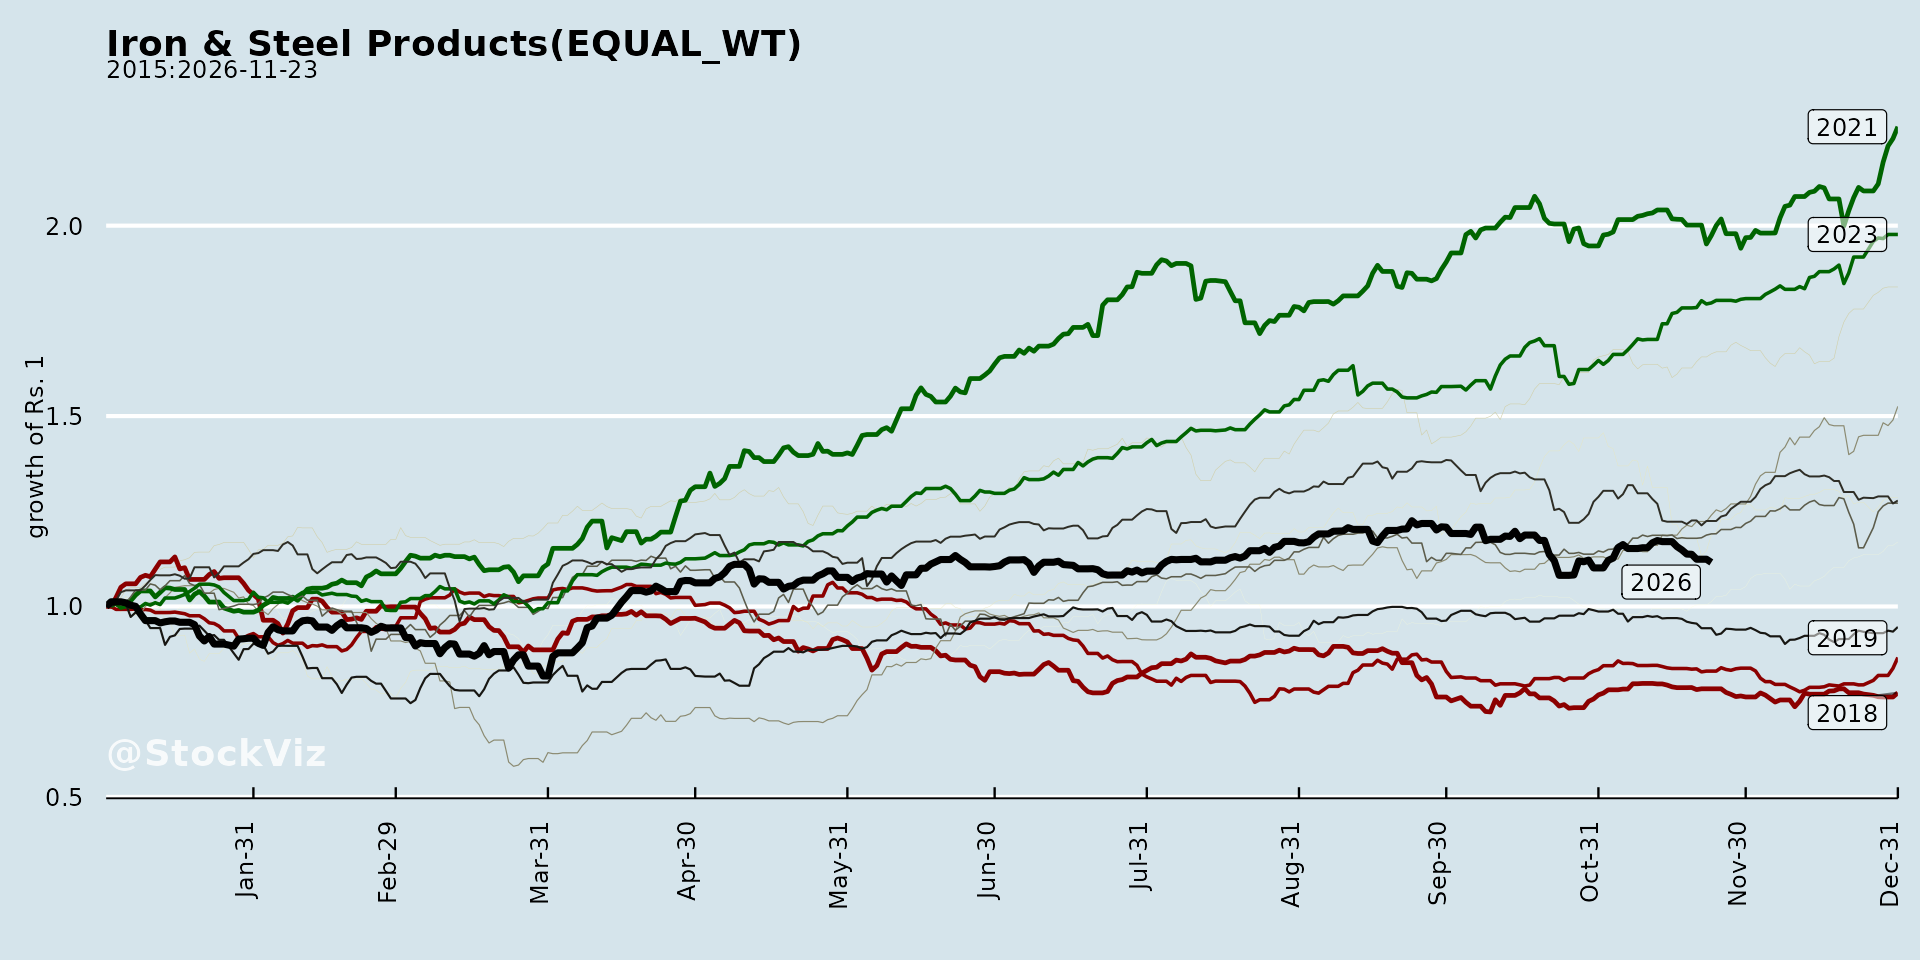 Iron & Steel Products(EQUAL_WT)
2015:2026-11-23
2021
2023
2026
2019
2018
growth of Rs. 1
2.0
1.5
1.0
0.5
@StockViz
Jan-31
Feb-29
Mar-31
Apr-30
May-31
Jun-30
Jul-31
Aug-31
Sep-30
Oct-31
Nov-30
Dec-31